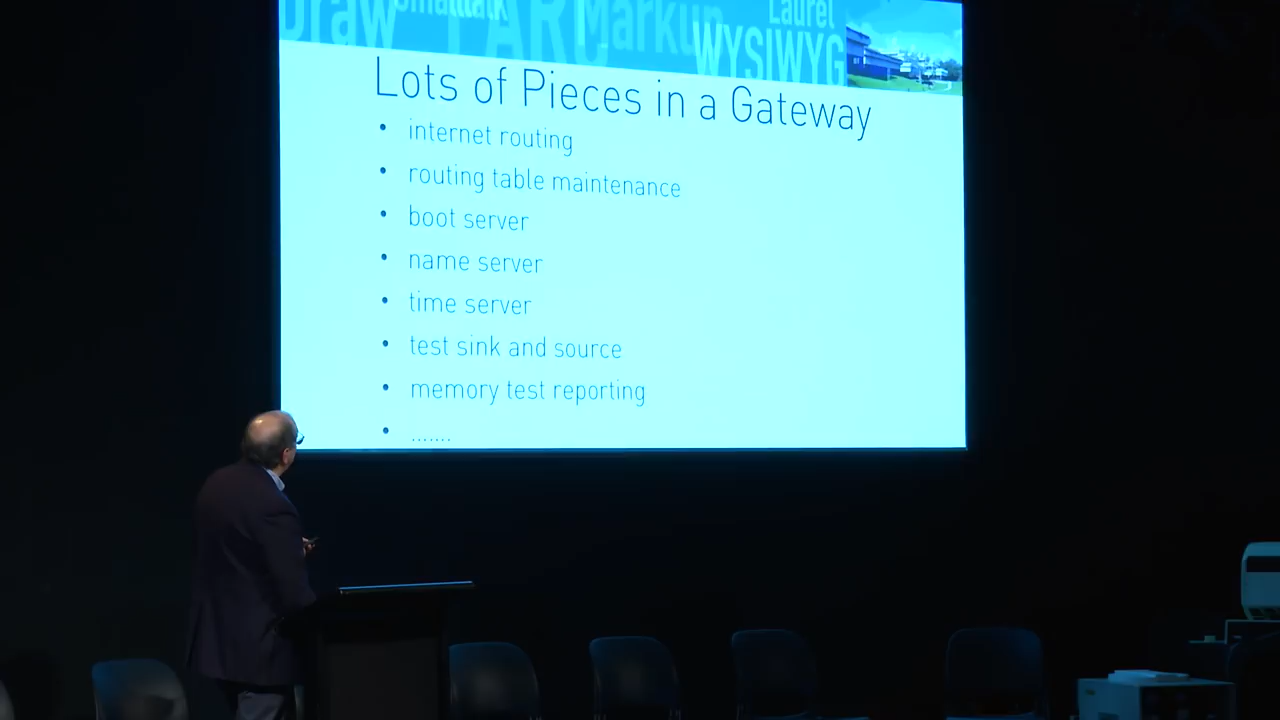 Draw Smalltalk PARC Markup Laurel
WYSIWYG
Lots of Pieces in a Gateway
• internet routing
• routing table maintenance
• boot server
• name server
• time server
• test sink and source
• memory test reporting
• .......